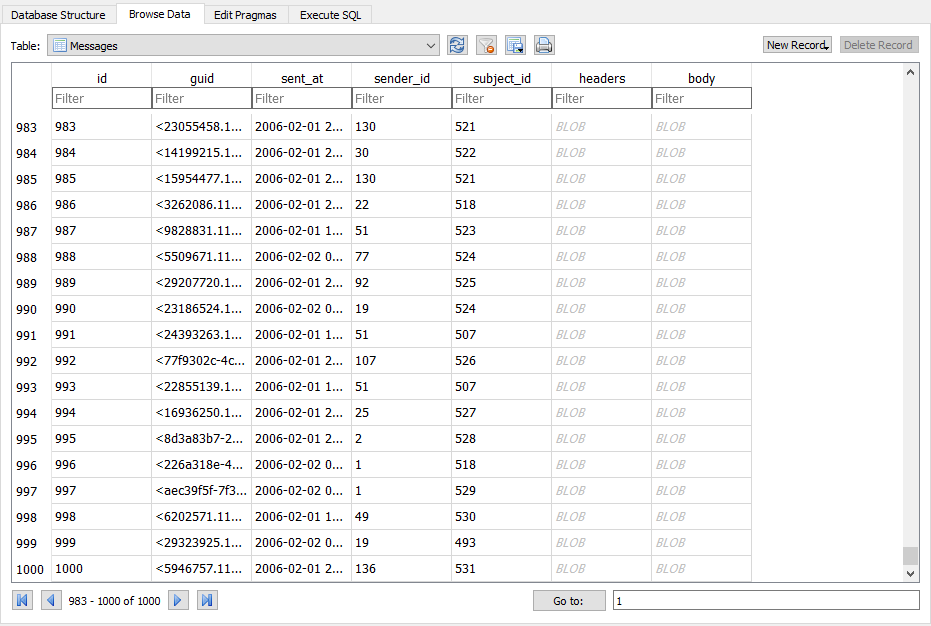 Database Structure Browse Data Edit Pragmas Execute SQL
Table: Messages New Record Delete Record
id guid sent_at sender_id subject_id headers body
Filter Filter Filter Filter Filter Filter Filter
983 983 <23055458.1... 2006-02-01 2... 130 521 BLOB BLOB
984 984 <14199215.1... 2006-02-01 2... 30 522 BLOB BLOB
985 985 <15954477.1... 2006-02-01 2... 130 521 BLOB BLOB
986 986 <3262086.11... 2006-02-01 2... 22 518 BLOB BLOB
987 987 <9828831.11... 2006-02-01 1... 51 523 BLOB BLOB
988 988 <5509671.11... 2006-02-02 0... 77 524 BLOB BLOB
989 989 <29207720.1... 2006-02-01 2... 92 525 BLOB BLOB
990 990 <23186524.1... 2006-02-02 0... 19 524 BLOB BLOB
991 991 <24393263.1... 2006-02-01 1... 51 507 BLOB BLOB
992 992 <77f9302c-4c... 2006-02-01 2... 107 526 BLOB BLOB
993 993 <22855139.1... 2006-02-01 1... 51 507 BLOB BLOB
994 994 <16936250.1... 2006-02-01 2... 25 527 BLOB BLOB
995 995 <8d3a83b7-2... 2006-02-01 2... 2 528 BLOB BLOB
996 996 <226a318e-4... 2006-02-02 0... 1 518 BLOB BLOB
997 997 <aec39f5f-7f3... 2006-02-02 0... 1 529 BLOB BLOB
998 998 <6202571.11... 2006-02-01 1... 49 530 BLOB BLOB
999 999 <29323925.1... 2006-02-02 0... 19 493 BLOB BLOB
1000 1000 <5946757.11... 2006-02-01 2... 136 531 BLOB BLOB
983 - 1000 of 1000 Go to: 1